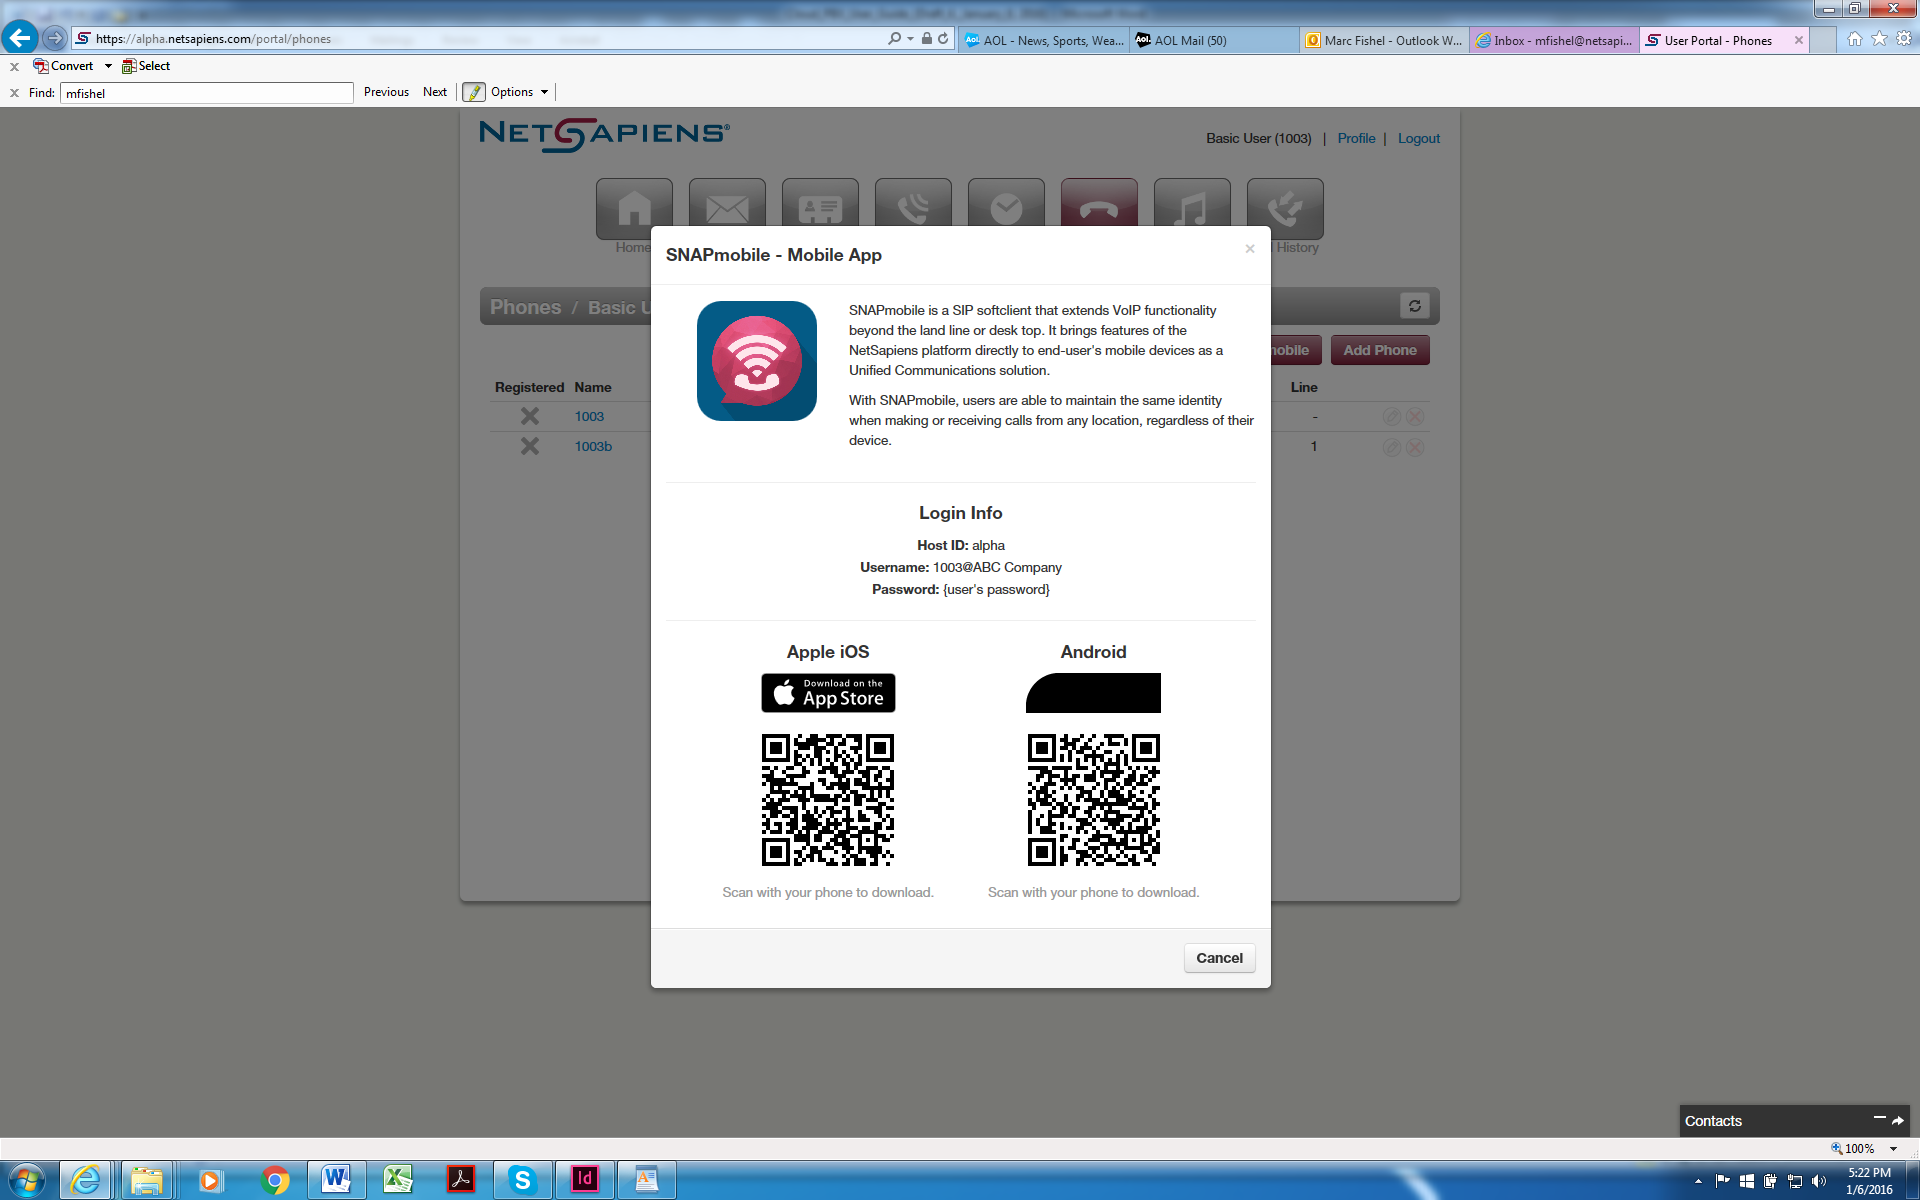 https://alpha.netsapiens.com/portal/phones
AOL - News, Sports, Wea...
AOL Mail (50)
Marc Fishel - Outlook W...
Inbox - mfishel@netsapi...
User Portal - Phones
x Convert Select
x Find: mfishel Previous Next Options
NETSAPIENS®
Basic User (1003) | Profile | Logout
Home
History
SNAPmobile - Mobile App ×
Phones / Basic U
SNAPmobile is a SIP softclient that extends VoIP functionality
beyond the land line or desk top. It brings features of the
NetSapiens platform directly to end-user's mobile devices as a
Unified Communications solution.
With SNAPmobile, users are able to maintain the same identity
when making or receiving calls from any location, regardless of their
device.
mobile Add Phone
Registered Name Line
1003 -
1003b 1
Login Info
Host ID: alpha
Username: 1003@ABC Company
Password: {user's password}
Apple iOS Android
Download on the
App Store
Scan with your phone to download. Scan with your phone to download.
Cancel
Contacts
100%
5:22 PM
1/6/2016